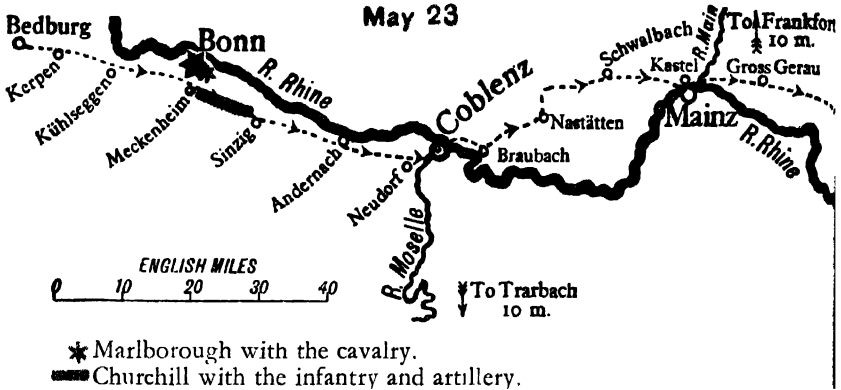 May 23
Bedburg
Kerpen
Kühlseggen
Bonn
Meckenheim
R. Rhine
Sinzig
Andernach
Neudorf
Coblenz
Braubach
Nastätten
Schwalbach
Kastel
R. Main
To Frankfort
10 m.
Gross Gerau
Mainz
R. Rhine
R. Moselle
To Trarbach
10 m.
ENGLISH MILES
0 10 20 30 40
Marlborough with the cavalry.
Churchill with the infantry and artillery.